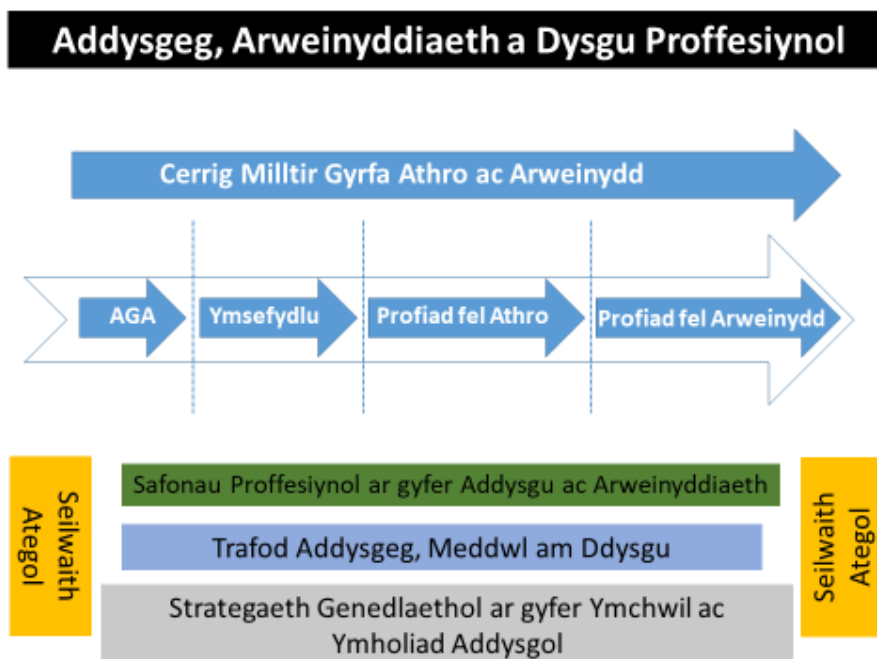 Addysgeg, Arweinyddiaeth a Dysgu Proffesiynol
Cerrig Milltir Gyrfa Athro ac Arweinydd
AGA
Ymsefydlu
Profiad fel Athro
Profiad fel Arweinydd
Seilwaith
Ategol
Safonau Proffesiynol ar gyfer Addysgu ac Arweinyddiaeth
Trafod Addysgeg, Meddwl am Ddysgu
Strategaeth Genedlaethol ar gyfer Ymchwil ac
Ymholiad Addysgol
Seilwaith
Ategol